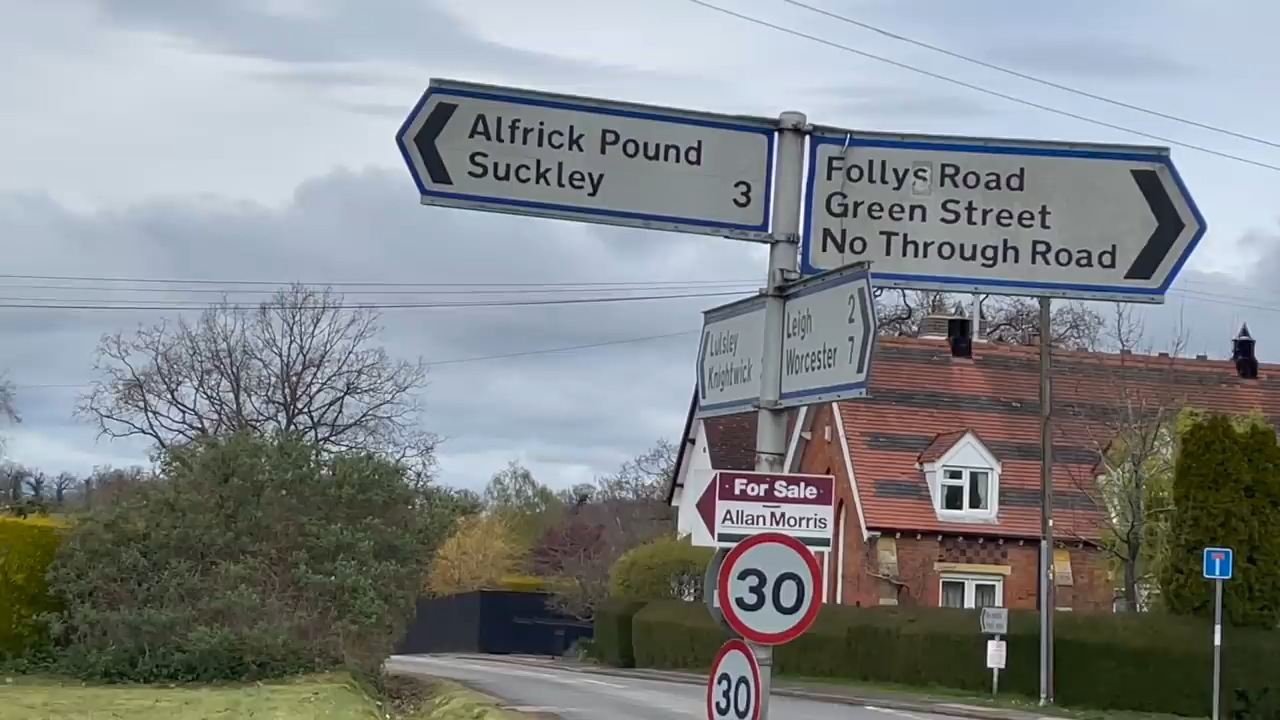 Alfrick Pound
Suckley 3
Follys Road
Green Street
No Through Road
Lulsley
Knightwick
Leigh 2
Worcester 7
For Sale
Allan Morris
30
30